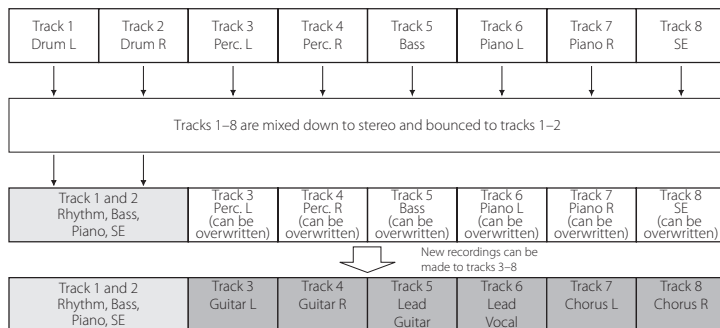 Track 1 Track 2 Track 3 Track 4 Track 5 Track 6 Track 7 Track 8
Drum L Drum R Perc. L Perc. R Bass Piano L Piano R SE
Tracks 1–8 are mixed down to stereo and bounced to tracks 1–2
Track 1 and 2
Rhythm, Bass,
Piano, SE
Track 3
Perc. L
(can be
overwritten)
Track 4
Perc. R
(can be
overwritten)
Track 5
Bass
(can be
overwritten)
Track 6
Piano L
(can be
overwritten)
Track 7
Piano R
(can be
overwritten)
Track 8
SE
(can be
overwritten)
New recordings can be
made to tracks 3–8
Track 1 and 2
Rhythm, Bass,
Piano, SE
Track 3
Guitar L
Track 4
Guitar R
Track 5
Lead
Guitar
Track 6
Lead
Vocal
Track 7
Chorus L
Track 8
Chorus R